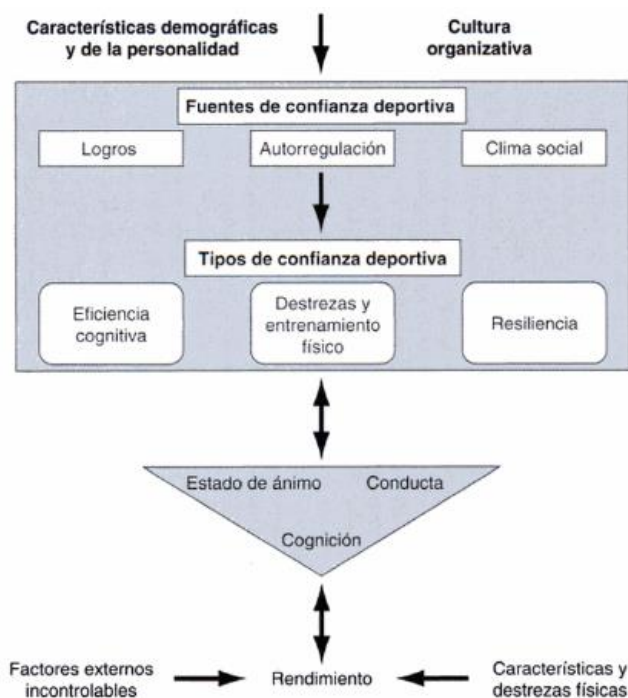 Características demográficas
y de la personalidad
Cultura
organizativa
Fuentes de confianza deportiva
Logros
Autorregulación
Clima social
Tipos de confianza deportiva
Eficiencia
cognitiva
Destrezas y
entrenamiento
físico
Resiliencia
Estado de ánimo
Conducta
Cognición
Factores externos
incontrolables
Rendimiento
Características y
destrezas físicas